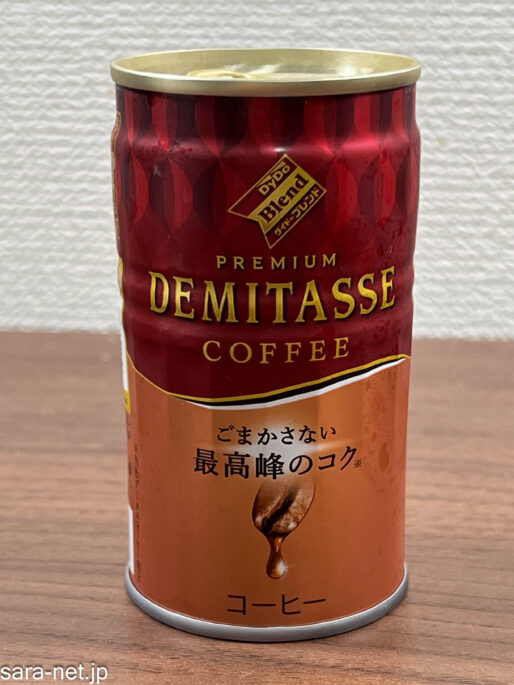 DyDo
Blend
ダイドーブレンド
PREMIUM
DEMITASSE
COFFEE
ごまかさない
最高峰のコク※
コーヒー
sara-net.jp